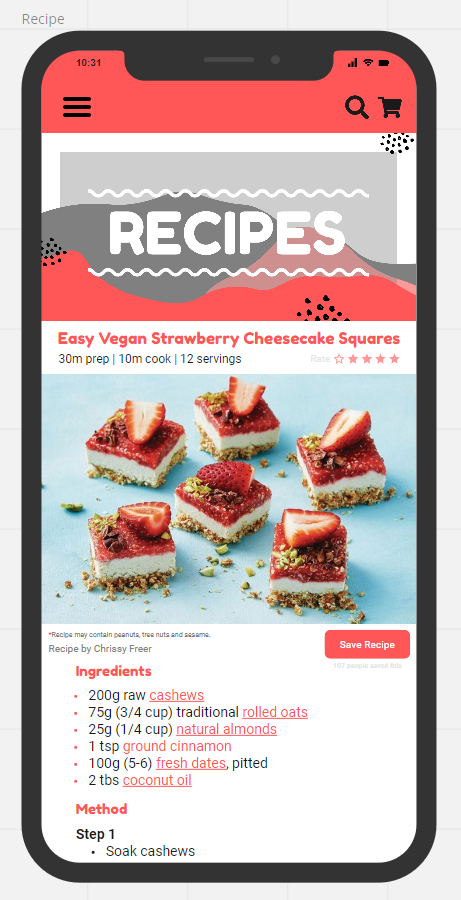 Recipe
10:31
RECIPES
Easy Vegan Strawberry Cheesecake Squares
30m prep | 10m cook | 12 servings
Rate
*Recipe may contain peanuts, tree nuts and sesame.
Save Recipe
Recipe by Chrissy Freer
107 people saved this
Ingredients
• 200g raw cashews
• 75g (3/4 cup) traditional rolled oats
• 25g (1/4 cup) natural almonds
• 1 tsp ground cinnamon
• 100g (5-6) fresh dates, pitted
• 2 tbs coconut oil
Method
Step 1
• Soak cashews